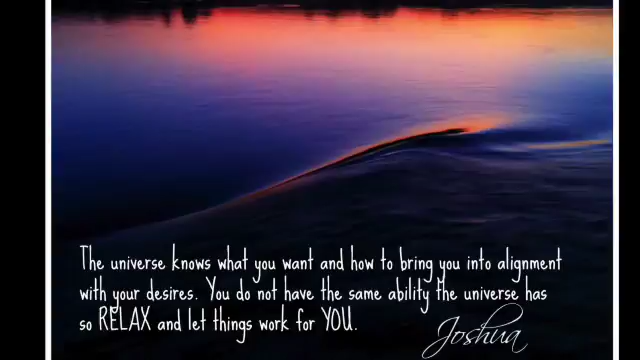 The universe knows what you want and how to bring you into alignment
with your desires. You do not have the same ability the universe has
so RELAX and let things work for YOU.
Joshua